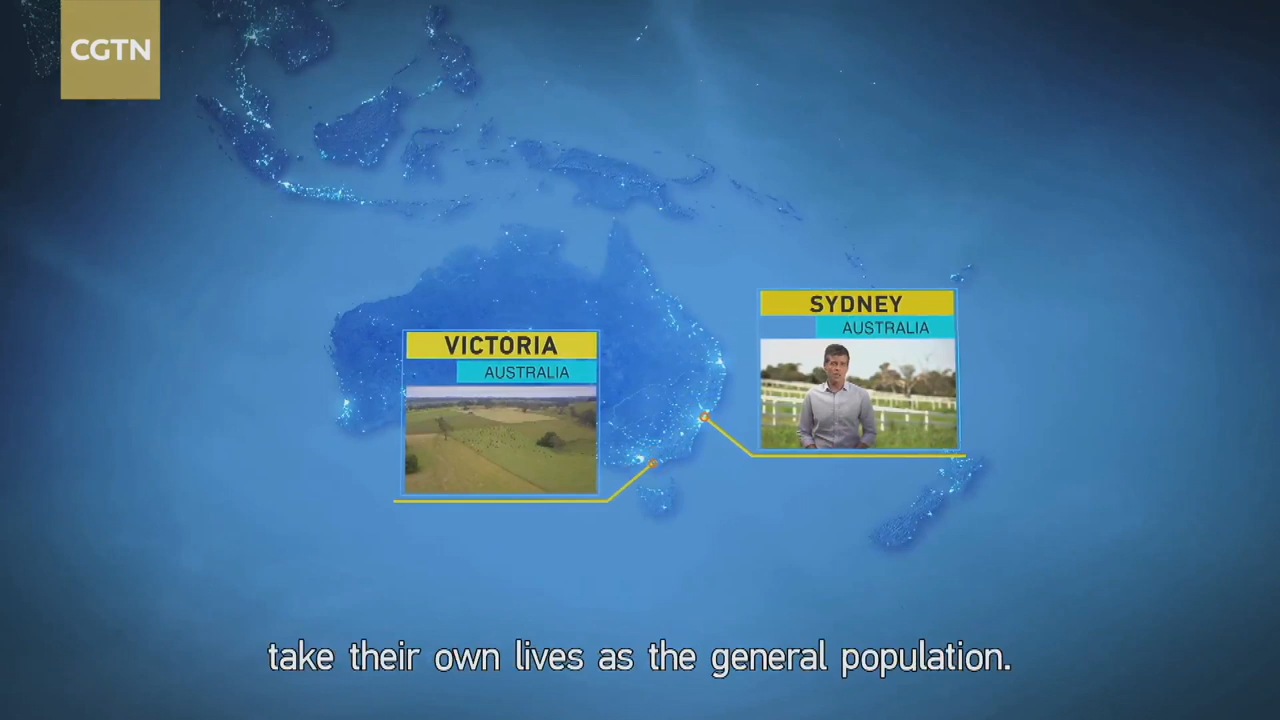 CGTN
SYDNEY
AUSTRALIA
VICTORIA
AUSTRALIA
take their own lives as the general population.